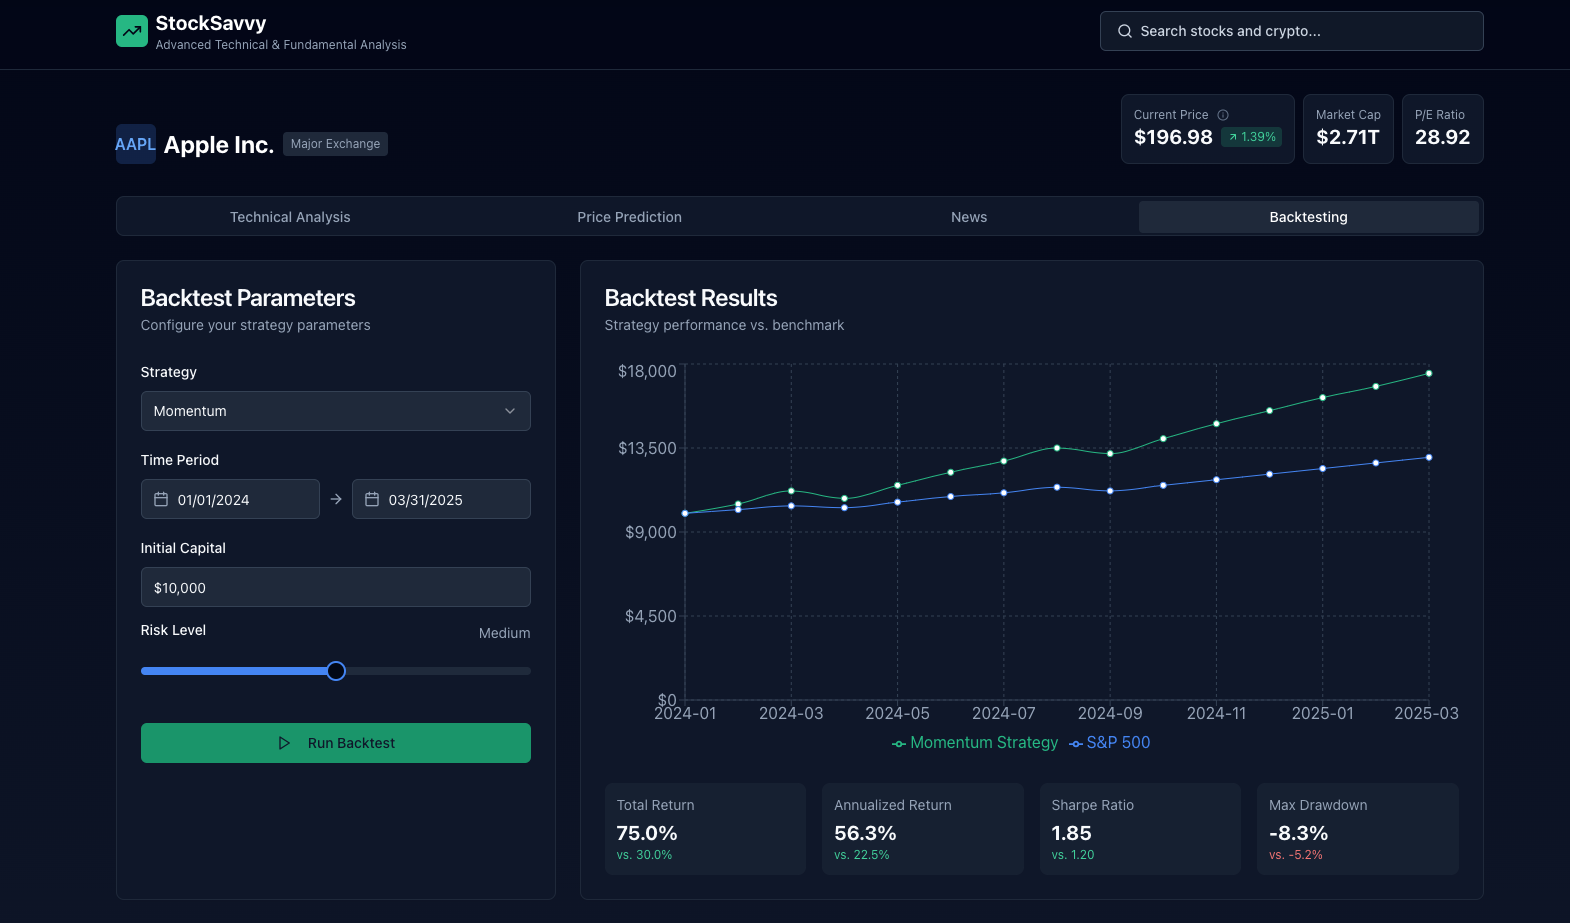 StockSavvy
Advanced Technical & Fundamental Analysis
Search stocks and crypto...
AAPL
Apple Inc.
Major Exchange
Current Price
$196.98
1.39%
Market Cap
$2.71T
P/E Ratio
28.92
Technical Analysis
Price Prediction
News
Backtesting
Backtest Parameters
Configure your strategy parameters
Strategy
Momentum
Time Period
01/01/2024
03/31/2025
Initial Capital
$10,000
Risk Level
Medium
Run Backtest
Backtest Results
Strategy performance vs. benchmark
$18,000
$13,500
$9,000
$4,500
$0
2024-01
2024-03
2024-05
2024-07
2024-09
2024-11
2025-01
2025-03
Momentum Strategy
S&P 500
Total Return
75.0%
vs. 30.0%
Annualized Return
56.3%
vs. 22.5%
Sharpe Ratio
1.85
vs. 1.20
Max Drawdown
-8.3%
vs. -5.2%